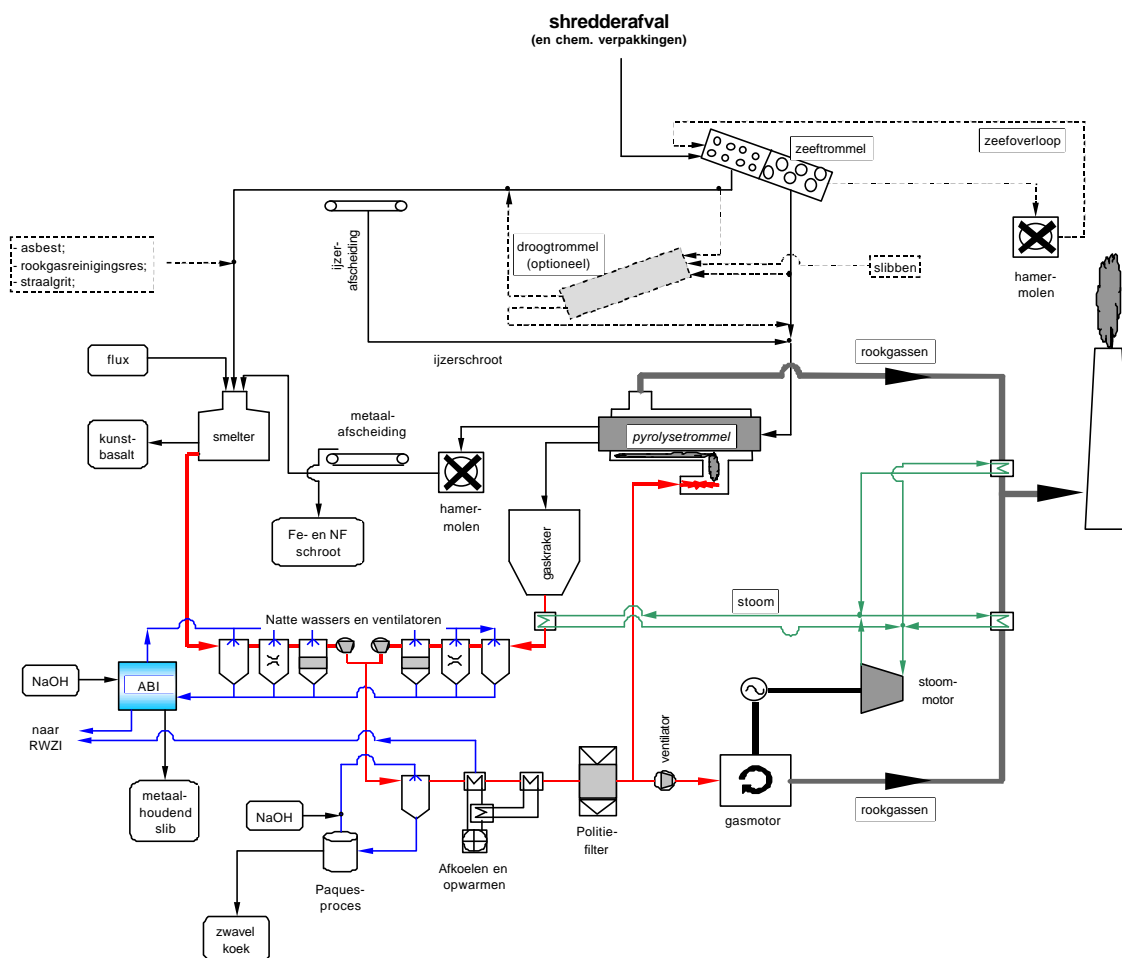 shredderafval
(en chem. verpakkingen)
zeeftrommel
zeefoverloop
- asbest;
- rookgasreinigingsres;
- straalgrit;
ijzer-
afscheiding
droogtrommel
(optioneel)
slibben
hamer-
molen
flux
ijzerschroot
rookgassen
kunst-
basalt
smelter
metaal-
afscheiding
pyrolysetrommel
hamer-
molen
Fe- en NF
schroot
gaskraker
stoom
Natte wassers en ventilatoren
NaOH
ABI
stoom-
motor
naar
RWZI
ventilator
metaal-
houdend
slib
NaOH
gasmotor
rookgassen
Politie-
filter
Afkoelen en
opwarmen
Paques-
proces
zwavel
koek